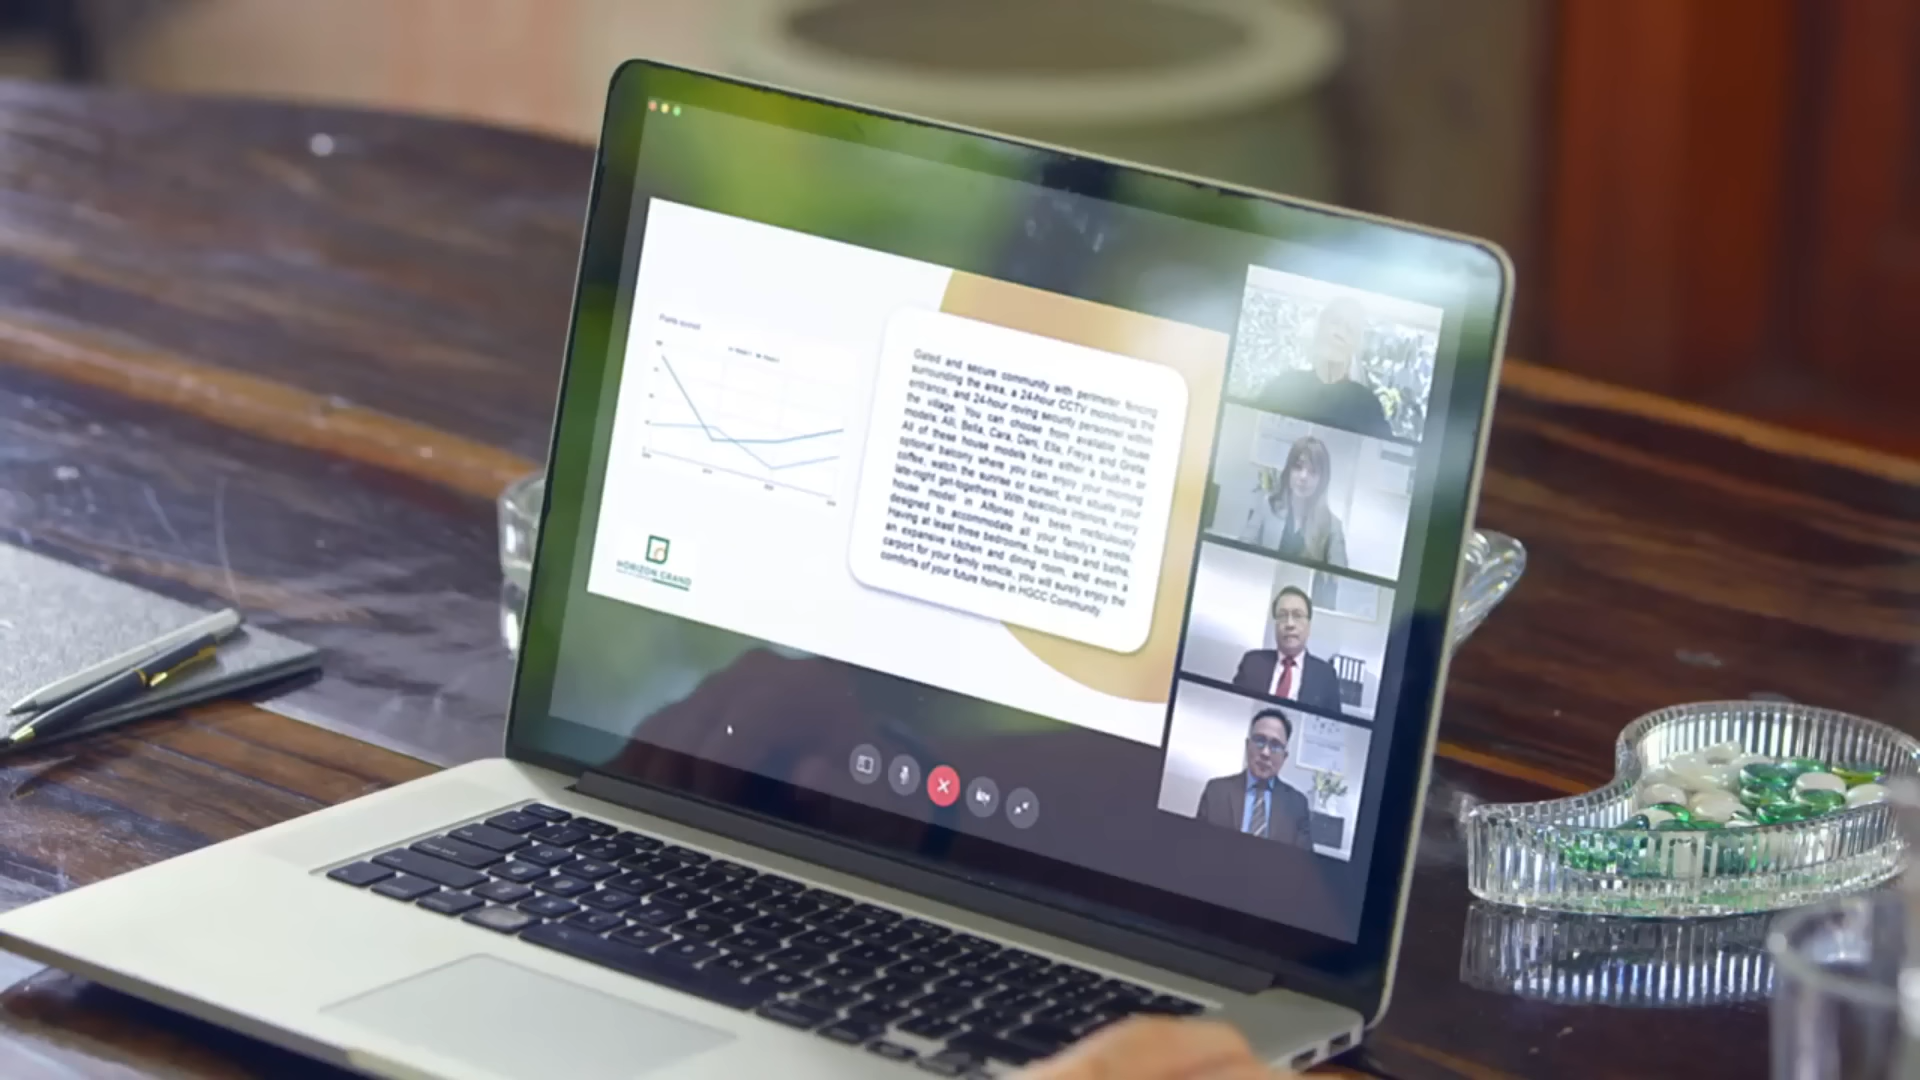 Points scored
HORIZON GRAND
Gated and secure community with perimeter fencing
surrounding the area, a 24-hour CCTV monitoring the
entrance, and 24-hour roving security personnel within
the village. You can choose from available house
models: Alli, Bella, Cara, Dani, Ella, Freya, and Greta.
All of these house models have either a built-in or
optional balcony where you can enjoy your morning
coffee, watch the sunrise or sunset, and situate your
late-night get-togethers. With spacious interiors, every
house model in Alfonso has been meticulously
designed to accommodate all your family's needs.
Having at least three bedrooms, two toilets and baths,
an expansive kitchen and dining room, and even a
carport for your family vehicle, you will surely enjoy the
comforts of your future home in HGCC Community